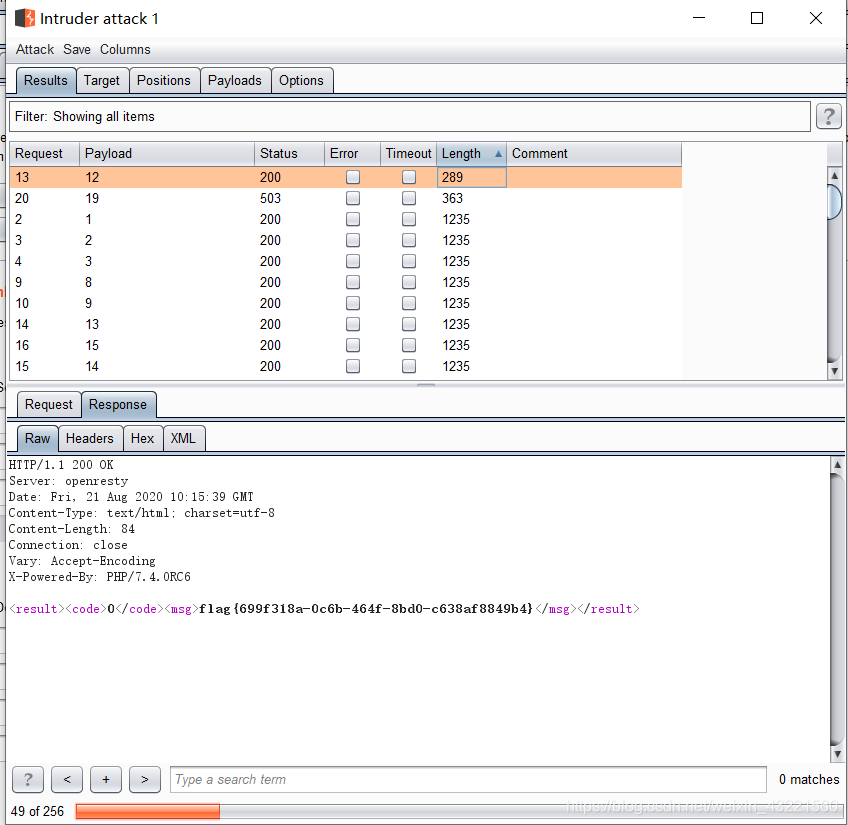 Intruder attack 1
Attack Save Columns
Results Target Positions Payloads Options
Filter: Showing all items ?
Request Payload Status Error Timeout Length Comment
13 12 200 289
20 19 503 363
2 1 200 1235
3 2 200 1235
4 3 200 1235
9 8 200 1235
10 9 200 1235
14 13 200 1235
16 15 200 1235
15 14 200 1235
Request Response
Raw Headers Hex XML
HTTP/1.1 200 OK
Server: openresty
Date: Fri, 21 Aug 2020 10:15:39 GMT
Content-Type: text/html; charset=utf-8
Content-Length: 84
Connection: close
Vary: Accept-Encoding
X-Powered-By: PHP/7.4.0RC6
<result><code>0</code><msg>flag{699f318a-0c6b-464f-8bd0-c638af8849b4}</msg></result>
? < + > Type a search term 0 matches
49 of 256